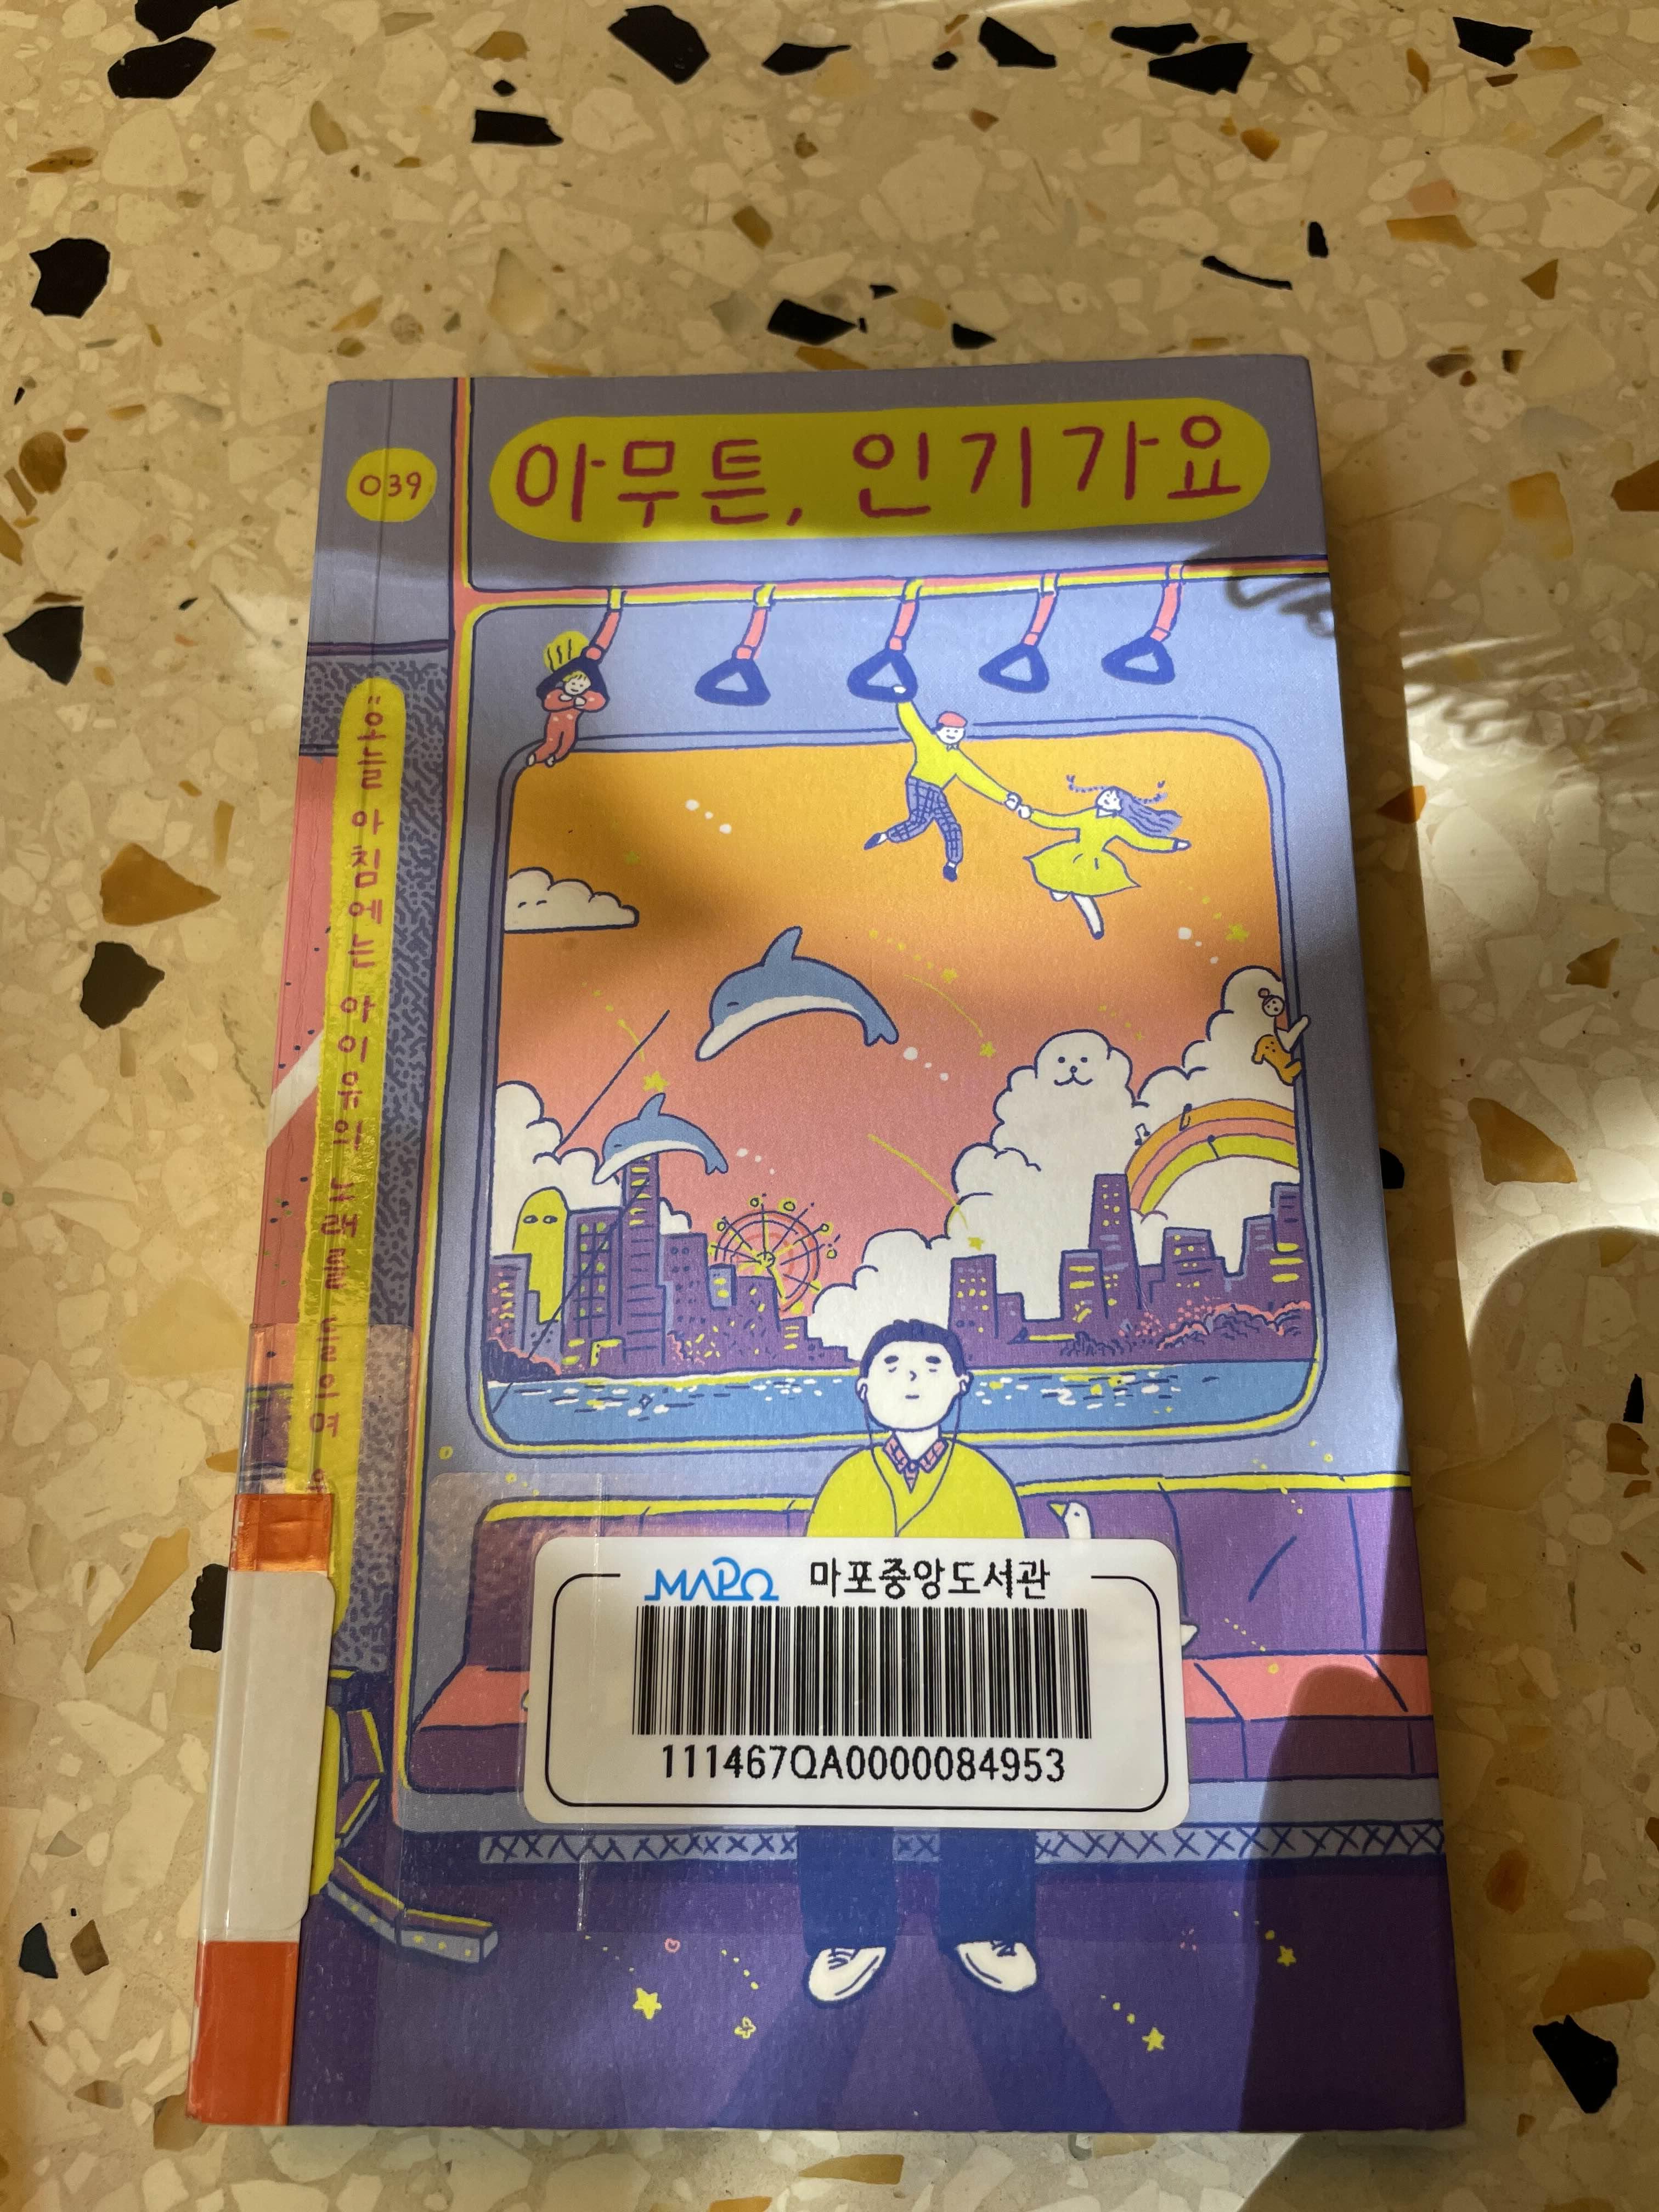 039
아무튼, 인기가요
: 오늘 아침에는 아이유의 노래를 들으며
MAPO 마포중앙도서관
111467QA0000084953